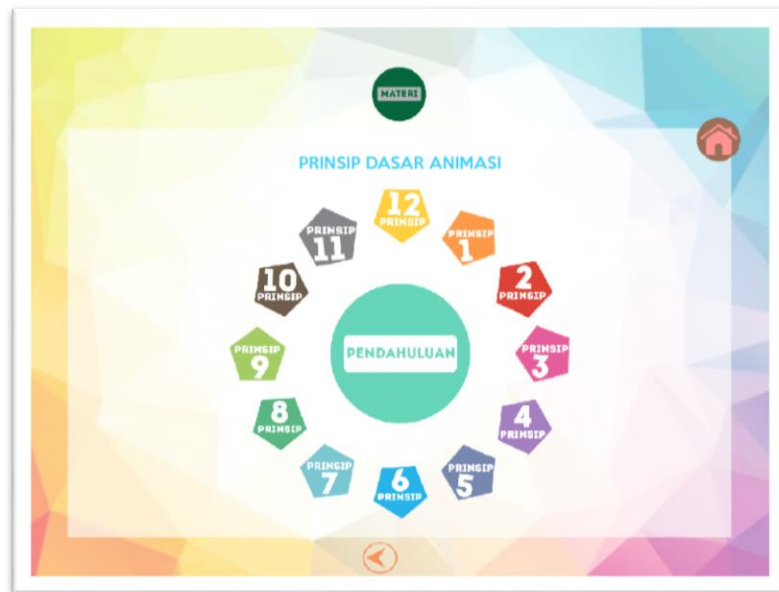 MATERI
PRINSIP DASAR ANIMASI
12
PRINSIP
PRINSIP
1
2
PRINSIP
PRINSIP
3
4
PRINSIP
PRINSIP
5
6
PRINSIP
PRINSIP
7
8
PRINSIP
PRINSIP
9
10
PRINSIP
PRINSIP
11
PENDAHULUAN